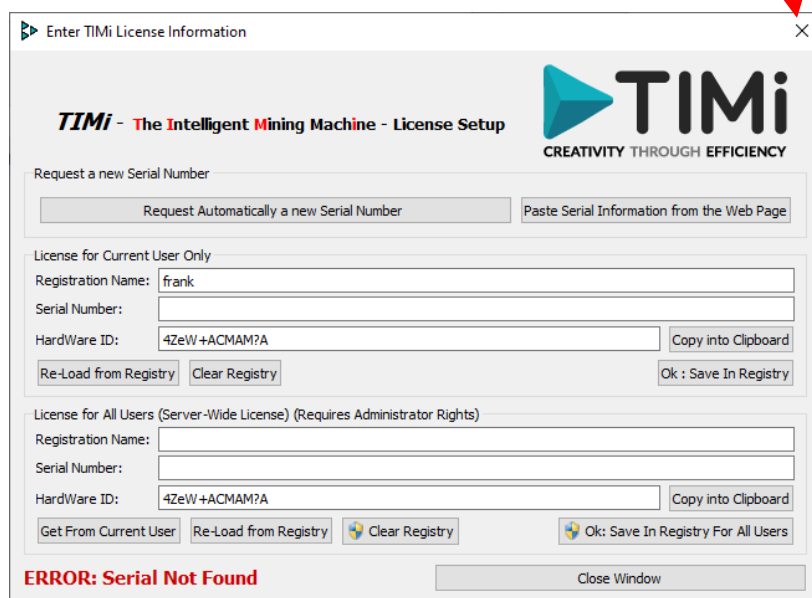 Enter TIMi License Information
TIMi
TIMi - The Intelligent Mining Machine - License Setup
CREATIVITY THROUGH EFFICIENCY
Request a new Serial Number
Request Automatically a new Serial Number Paste Serial Information from the Web Page
License for Current User Only
Registration Name: frank
Serial Number:
HardWare ID: 4ZeW+ACMAM?A Copy into Clipboard
Re-Load from Registry Clear Registry Ok : Save In Registry
License for All Users (Server-Wide License) (Requires Administrator Rights)
Registration Name:
Serial Number:
HardWare ID: 4ZeW+ACMAM?A Copy into Clipboard
Get From Current User Re-Load from Registry Clear Registry Ok: Save In Registry For All Users
ERROR: Serial Not Found Close Window